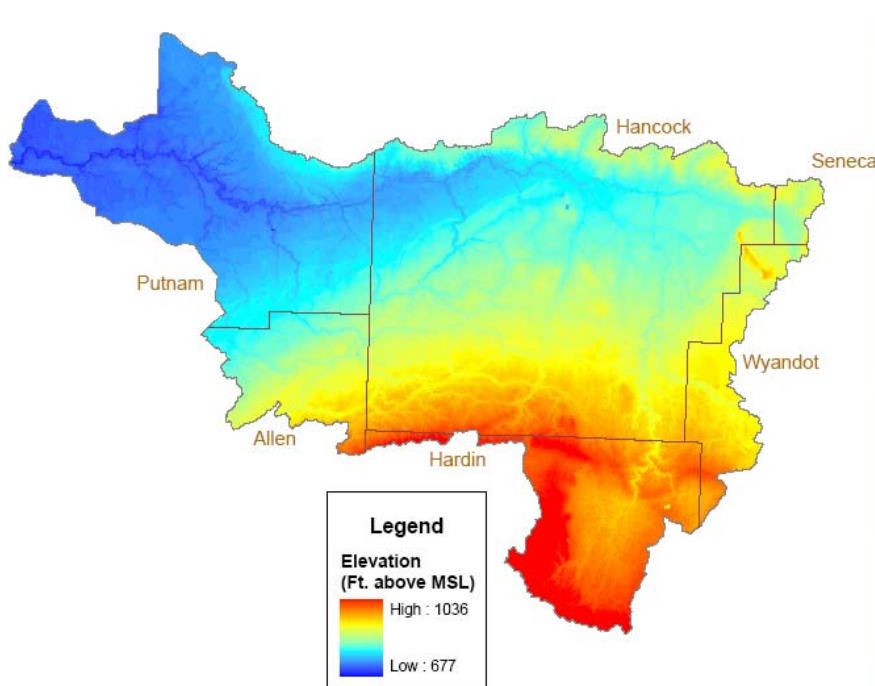 Hancock
Seneca
Putnam
Wyandot
Allen
Hardin
Legend
Elevation
(Ft. above MSL)
High : 1036
Low : 677